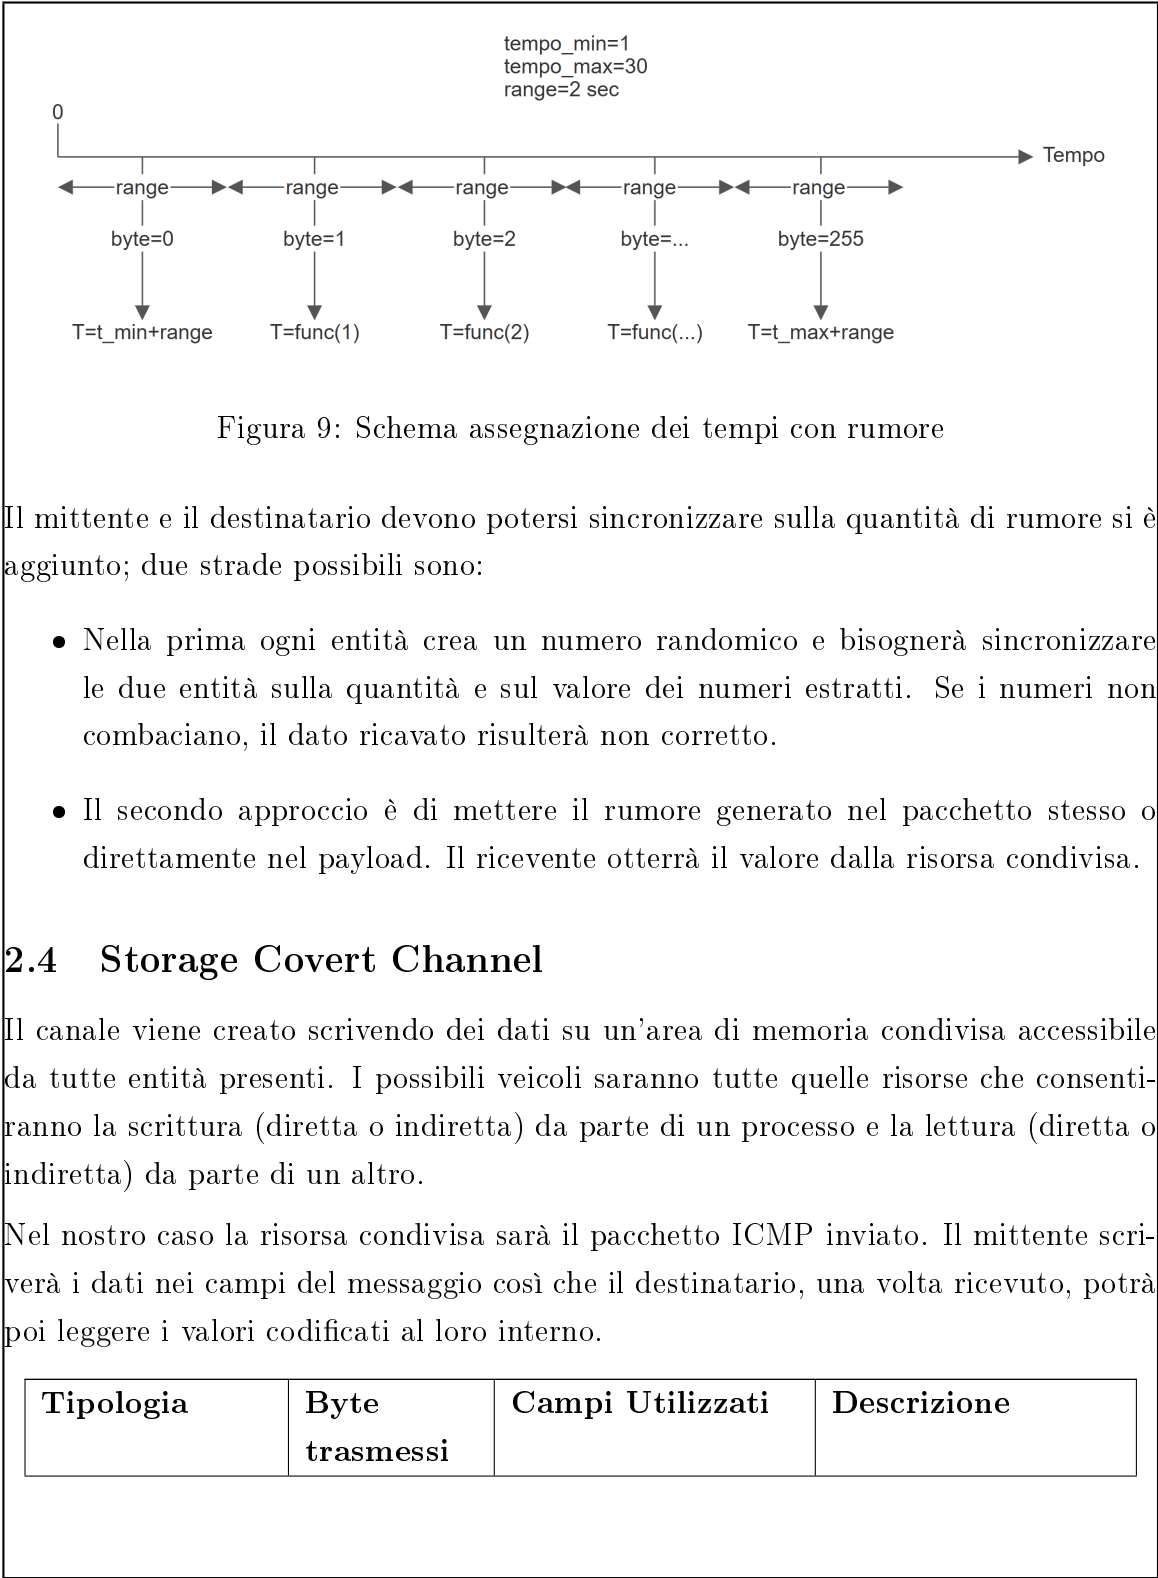 tempo_min=1
tempo_max=30
range=2 sec
0
Tempo
range range range range range
byte=0 byte=1 byte=2 byte=... byte=255
T=t_min+range T=func(1) T=func(2) T=func(...) T=t_max+range
Figura 9: Schema assegnazione dei tempi con rumore
Il mittente e il destinatario devono potersi sincronizzare sulla quantità di rumore si è
aggiunto; due strade possibili sono:
• Nella prima ogni entità crea un numero randomico e bisognerà sincronizzare
le due entità sulla quantità e sul valore dei numeri estratti. Se i numeri non
combaciano, il dato ricavato risulterà non corretto.
• Il secondo approccio è di mettere il rumore generato nel pacchetto stesso o
direttamente nel payload. Il ricevente otterrà il valore dalla risorsa condivisa.
2.4 Storage Covert Channel
Il canale viene creato scrivendo dei dati su un'area di memoria condivisa accessibile
da tutte entità presenti. I possibili veicoli saranno tutte quelle risorse che consenti-
ranno la scrittura (diretta o indiretta) da parte di un processo e la lettura (diretta o
indiretta) da parte di un altro.
Nel nostro caso la risorsa condivisa sarà il pacchetto ICMP inviato. Il mittente scri-
verà i dati nei campi del messaggio così che il destinatario, una volta ricevuto, potrà
poi leggere i valori codificati al loro interno.
Tipologia Byte Campi Utilizzati Descrizione
trasmessi